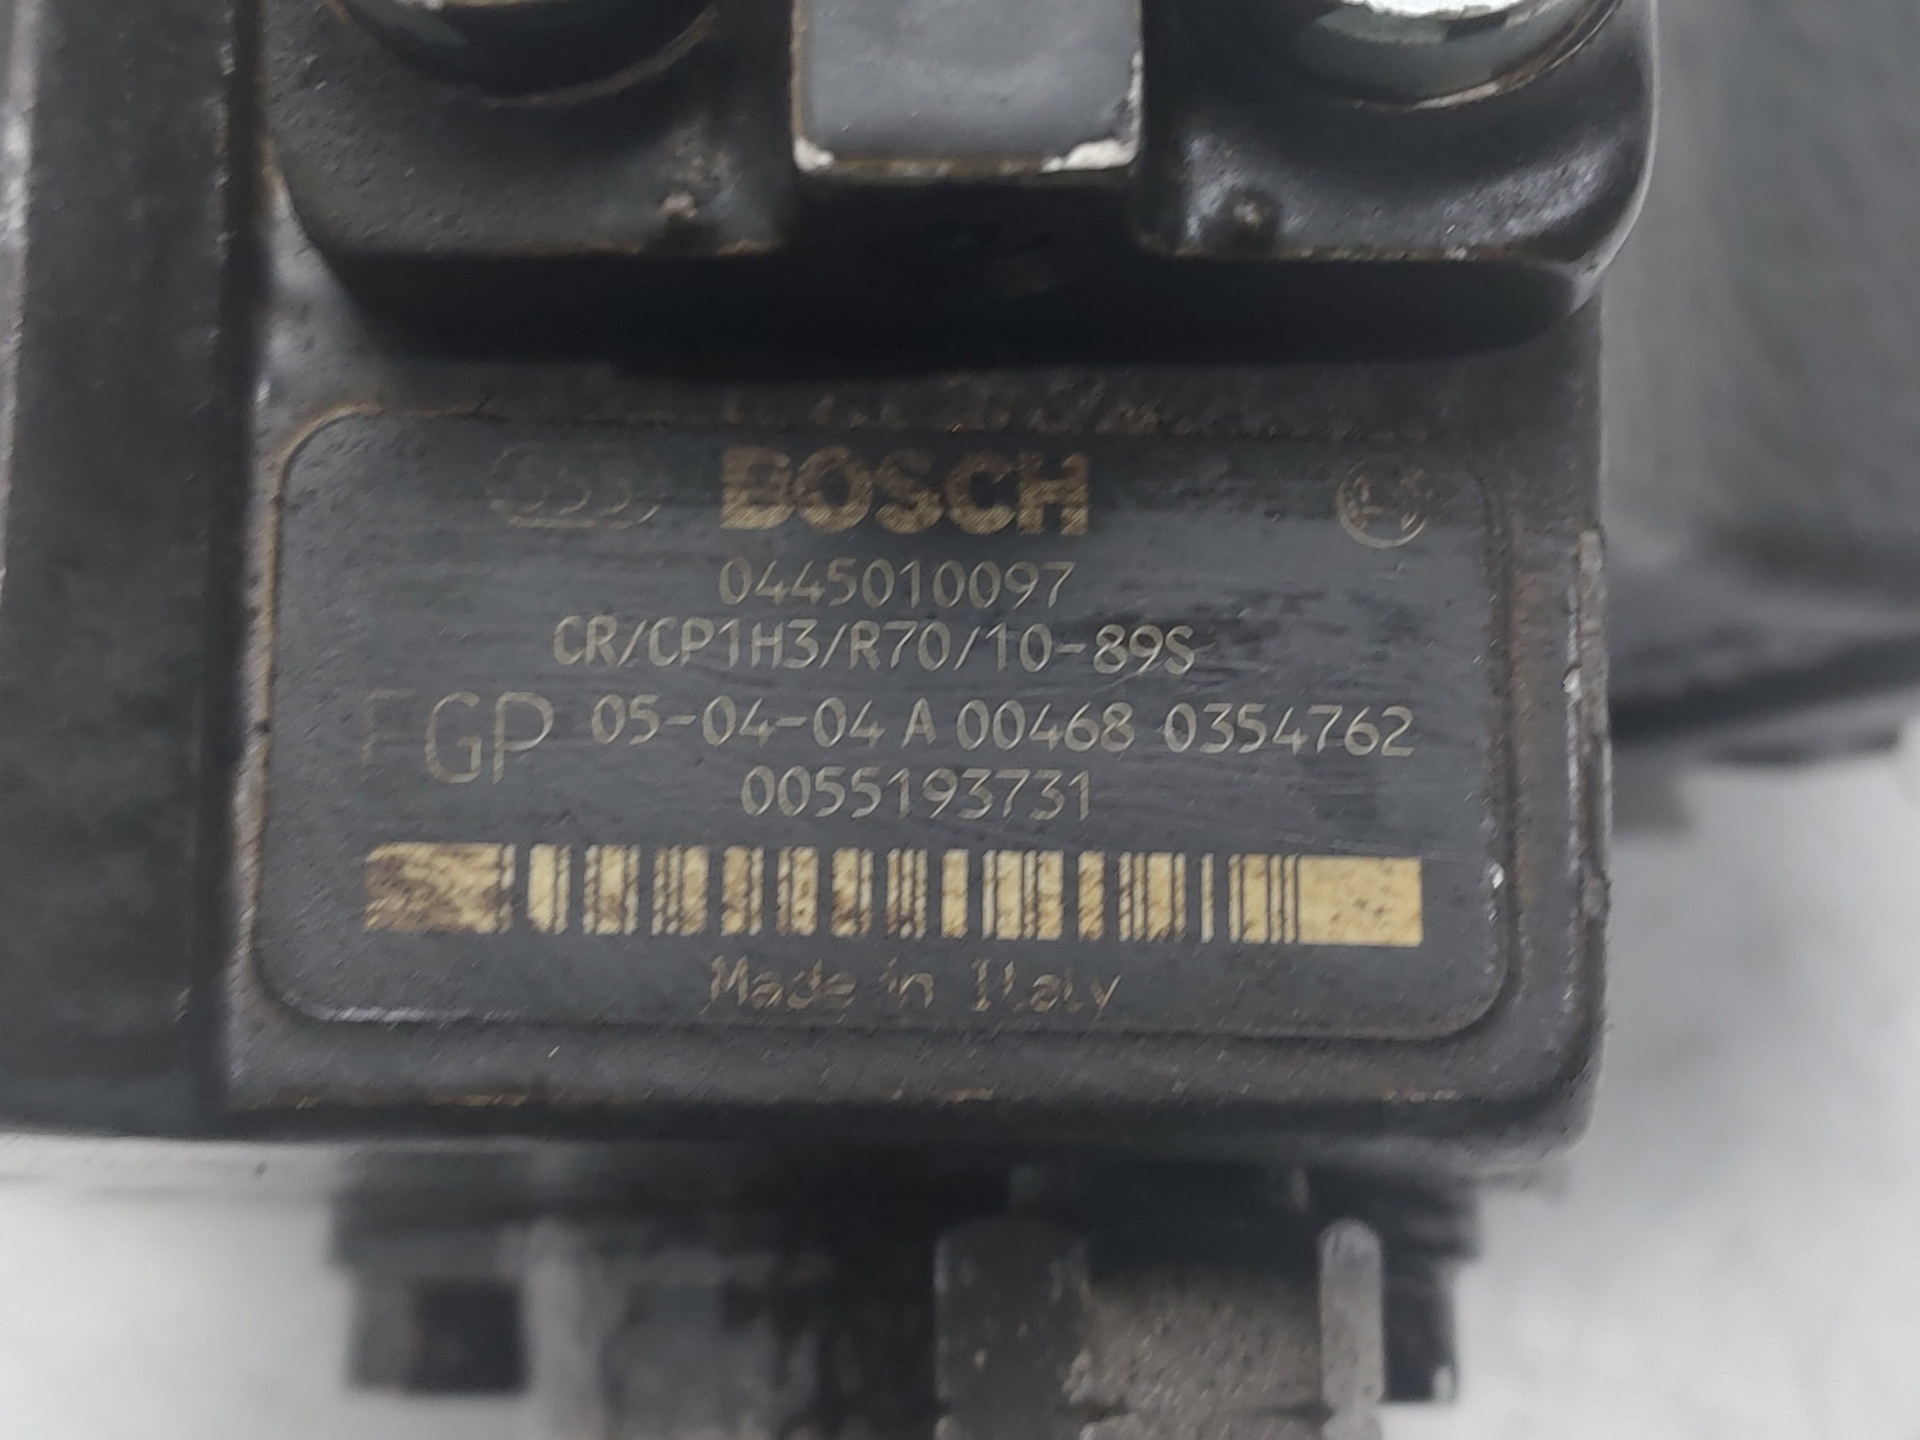 BOSCH
0445010097
CR/CP1H3/R70/10-89S
FGP 05-04-04 A 00468 0354762
0055193731
Made in Italy